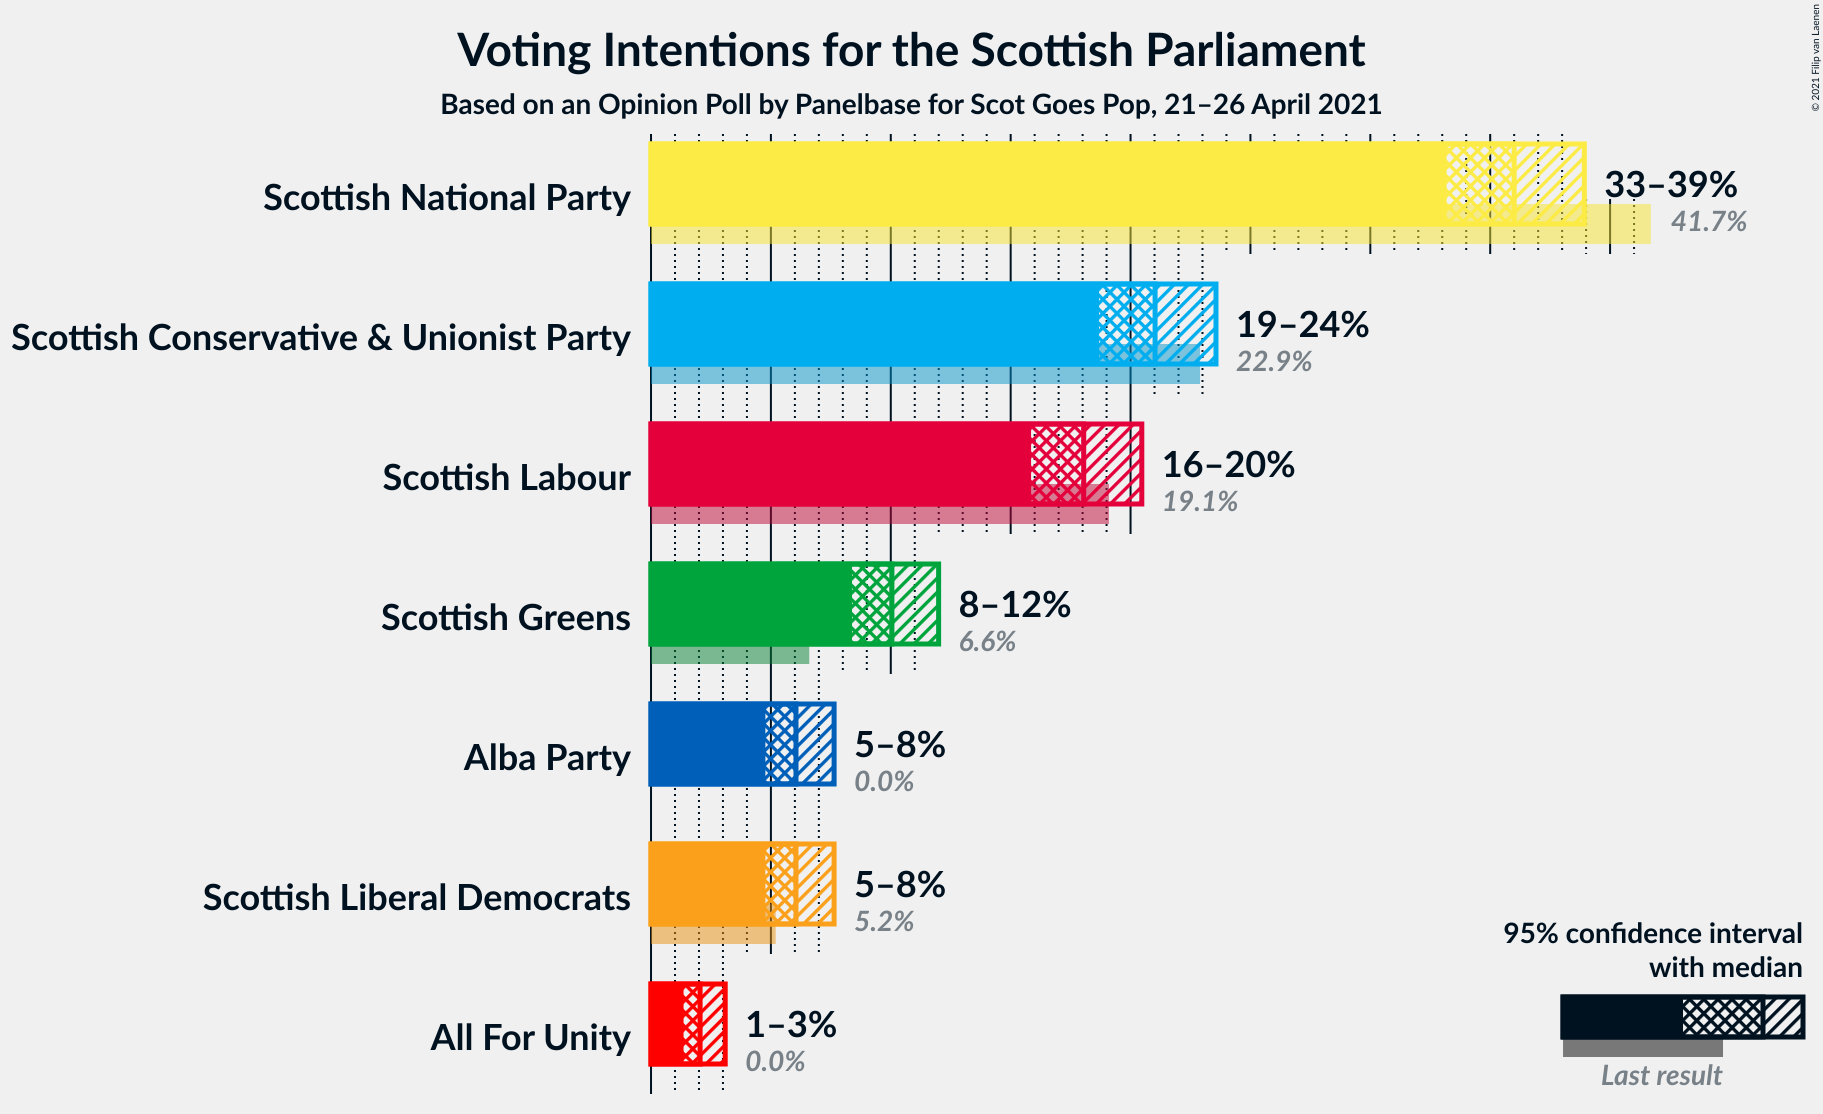 Voting Intentions for the Scottish Parliament
Based on an Opinion Poll by Panelbase for Scot Goes Pop, 21–26 April 2021
© 2021 Filip van Laenen
Scottish National Party
33–39%
41.7%
Scottish Conservative & Unionist Party
19–24%
22.9%
Scottish Labour
16–20%
19.1%
Scottish Greens
8–12%
6.6%
Alba Party
5–8%
0.0%
Scottish Liberal Democrats
5–8%
5.2%
All For Unity
1–3%
0.0%
95% confidence interval
with median
Last result